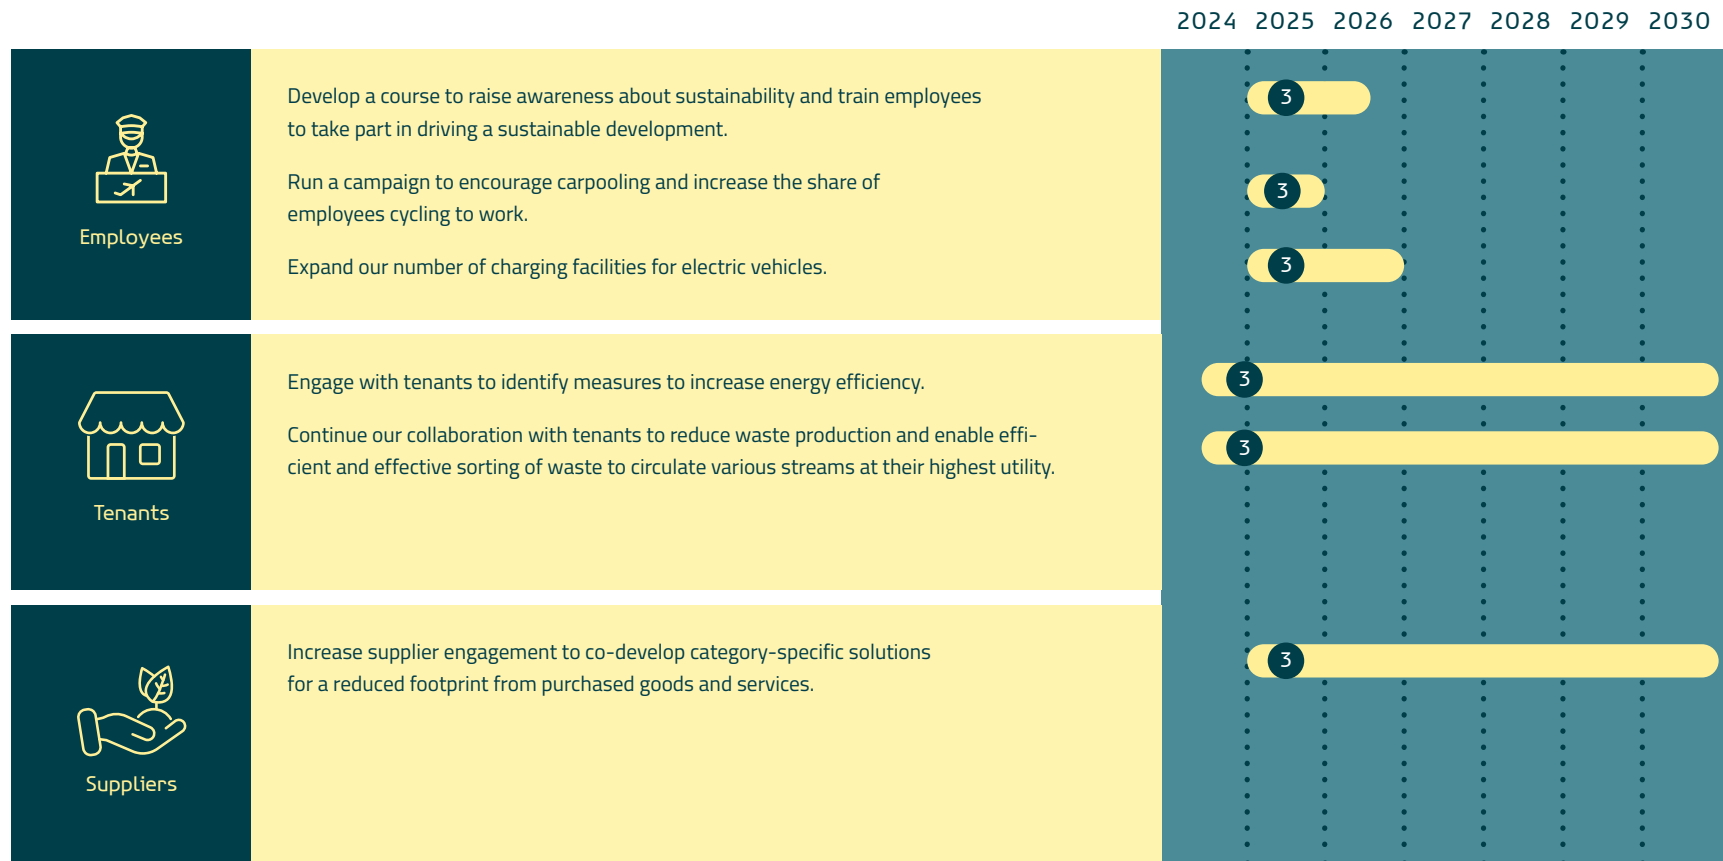 2024 2025 2026 2027 2028 2029 2030
Develop a course to raise awareness about sustainability and train employees
to take part in driving a sustainable development.
3
Run a campaign to encourage carpooling and increase the share of
employees cycling to work.
3
Expand our number of charging facilities for electric vehicles.
3
Employees
Engage with tenants to identify measures to increase energy efficiency.
3
Continue our collaboration with tenants to reduce waste production and enable effi-
cient and effective sorting of waste to circulate various streams at their highest utility.
3
Tenants
Increase supplier engagement to co-develop category-specific solutions
for a reduced footprint from purchased goods and services.
3
Suppliers